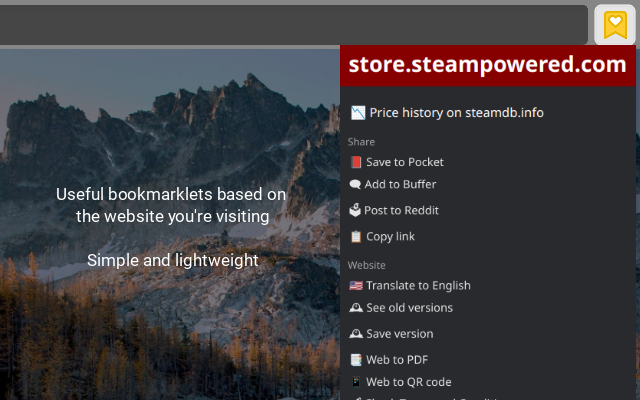 store.steampowered.com
Useful bookmarklets based on
the website you're visiting
Simple and lightweight
Price history on steamdb.info
Share
Save to Pocket
Add to Buffer
Post to Reddit
Copy link
Website
Translate to English
See old versions
Save version
Web to PDF
Web to QR code